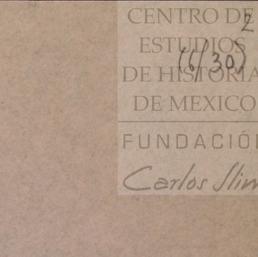 CENTRO DE
2
ESTUDIOS
(6/30)
DE HISTORIA
DE MEXICO
FUNDACIÓN
Carlos Slim